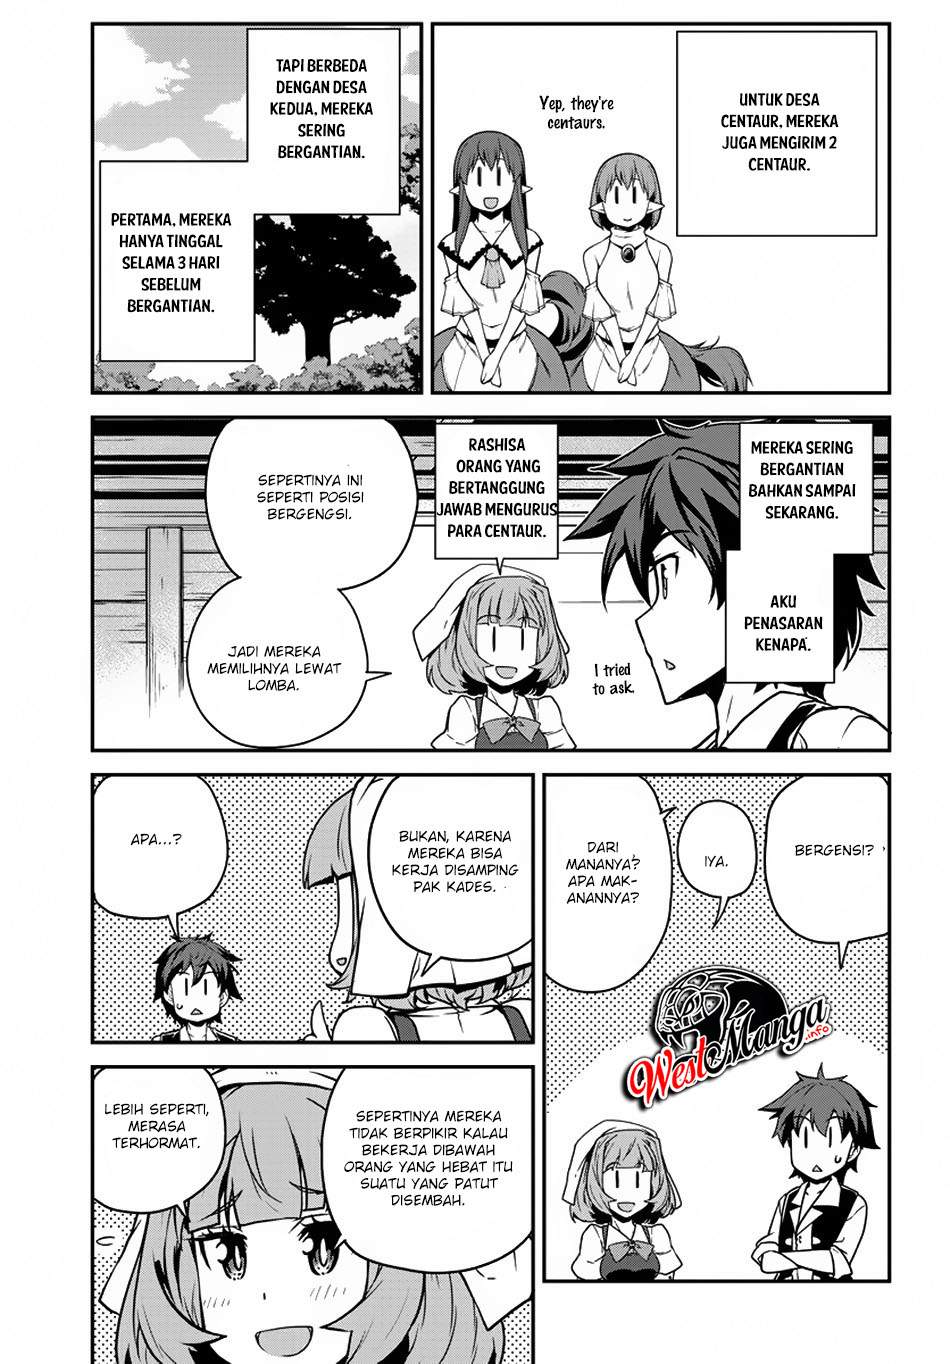 UNTUK DESA
CENTAUR, MEREKA
JUGA MENGIRIM 2
CENTAUR.
Yep, they're
centaurs.
TAPI BERBEDA
DENGAN DESA
KEDUA, MEREKA
SERING
BERGANTIAN.
PERTAMA, MEREKA
HANYA TINGGAL
SELAMA 3 HARI
SEBELUM
BERGANTIAN.
MEREKA SERING
BERGANTIAN
BAHKAN SAMPAI
SEKARANG.
AKU
PENASARAN
KENAPA.
I tried
to ask.
RASHISA
ORANG YANG
BERTANGGUNG
JAWAB MENGURUS
PARA CENTAUR.
SEPERTINYA INI
SEPERTI POSISI
BERGENGSI.
JADI MEREKA
MEMILIHNYA LEWAT
LOMBA.
BERGENSI?
IYA.
DARI
MANANYA?
APA MAK-
ANANNYA?
WestManga
.info
BUKAN, KARENA
MEREKA BISA
KERJA DISAMPING
PAK KADES.
APA...?
SEPERTINYA MEREKA
TIDAK BERPIKIR KALAU
BEKERJA DIBAWAH
ORANG YANG HEBAT ITU
SUATU YANG PATUT
DISEMBAH.
LEBIH SEPERTI,
MERASA
TERHORMAT.